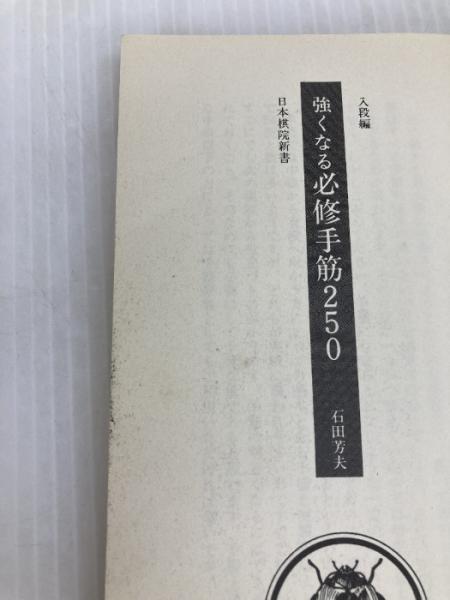 入段編
強くなる必修手筋250
石田芳夫
日本棋院新書